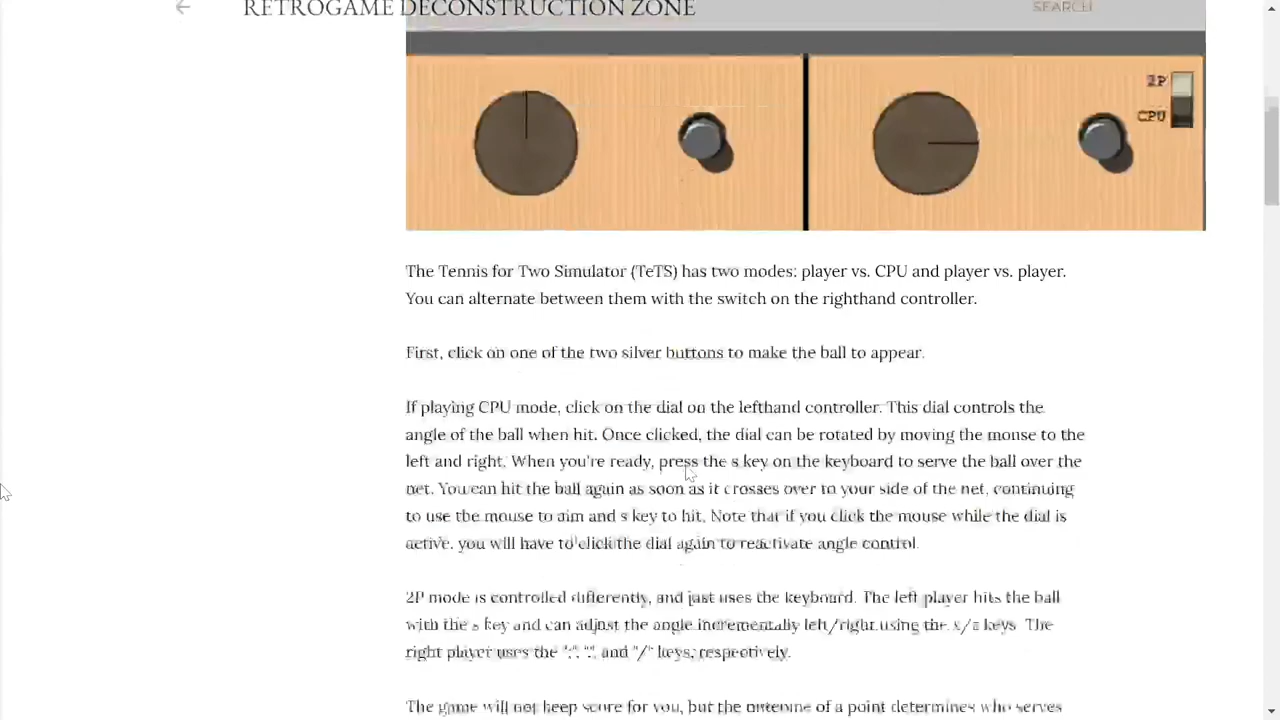 RETROGAME DECONSTRUCTION ZONE
SEARCH
2P
CPU
The Tennis for Two Simulator (TeTS) has two modes: player vs. CPU and player vs. player.
You can alternate between them with the switch on the righthand controller.
First, click on one of the two silver buttons to make the ball to appear.
If playing CPU mode, click on the dial on the lefthand controller. This dial controls the
angle of the ball when hit. Once clicked, the dial can be rotated by moving the mouse to the
left and right. When you're ready, press the s key on the keyboard to serve the ball over the
net. You can hit the ball again as soon as it crosses over to your side of the net, continuing
to use the mouse to aim and s key to hit. Note that if you click the mouse while the dial is
active, you will have to click the dial again to reactivate angle control.
2P mode is controlled differently, and just uses the keyboard. The left player hits the ball
with the s key and can adjust the angle incrementally left/right using the keys. The
right player uses the and "/" keys, respectively.
The game will not keep score for you, but the outcome of a point determines who serves